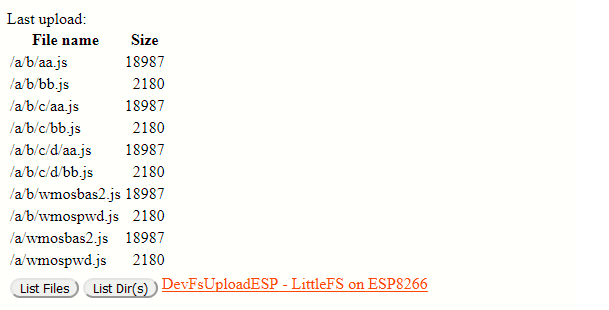 Last upload:
File name Size
/a/b/aa.js 18987
/a/b/bb.js 2180
/a/b/c/aa.js 18987
/a/b/c/bb.js 2180
/a/b/c/d/aa.js 18987
/a/b/c/d/bb.js 2180
/a/b/wmosbas2.js 18987
/a/b/wmospwd.js 2180
/a/wmosbas2.js 18987
/a/wmospwd.js 2180
List Files List Dir(s) DevFsUploadESP - LittleFS on ESP8266